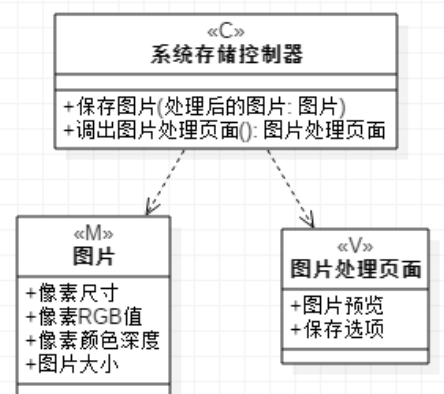 «C»
系统存储控制器
+保存图片(处理后的图片: 图片)
+调出图片处理页面(): 图片处理页面
«M»
图片
+像素尺寸
+像素RGB值
+像素颜色深度
+图片大小
«V»
图片处理页面
+图片预览
+保存选项